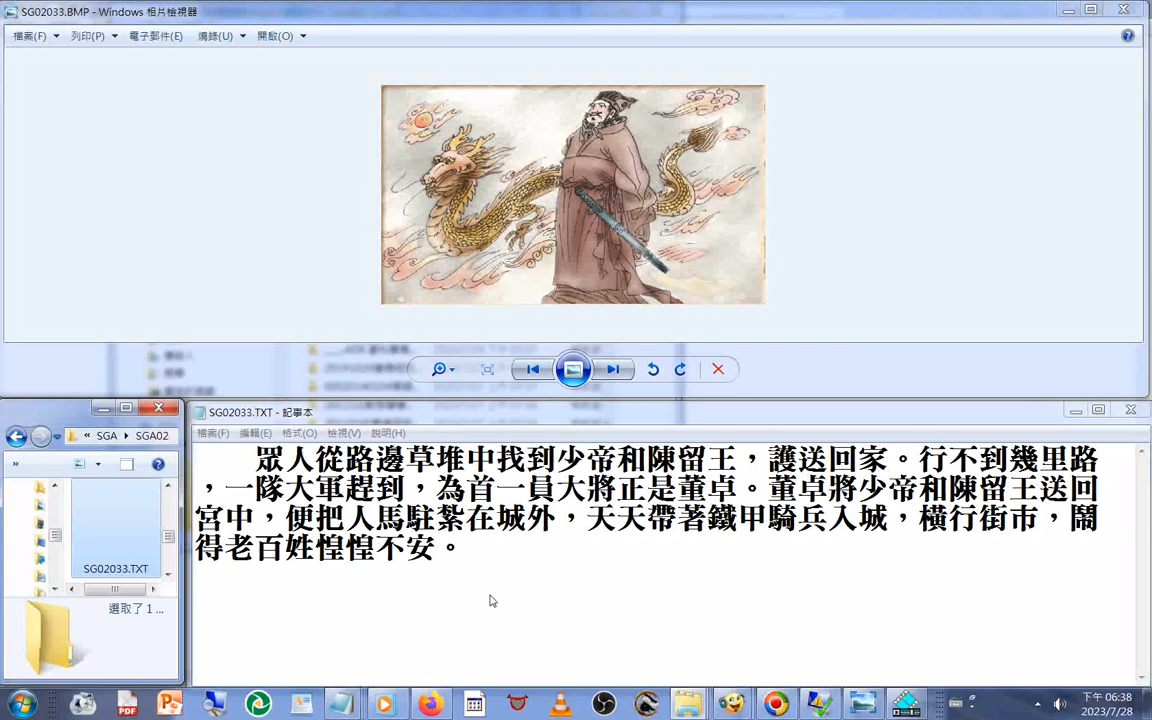 SG02033.BMP - Windows 相片檢視器
檔案(F) 列印(P) 電子郵件(E) 燒錄(U) 開啟(O)
« SGA SGA02
SG02033.TXT
選取了 1 ...
SG02033.TXT - 記事本
檔案(F) 編輯(E) 格式(O) 檢視(V) 說明(H)
眾人從路邊草堆中找到少帝和陳留王，護送回家。行不到幾里路
，一隊大軍趕到，為首一員大將正是董卓。董卓將少帝和陳留王送回
宮中，便把人馬駐紮在城外，天天帶著鐵甲騎兵入城，橫行街市，鬧
得老百姓惶惶不安。
PDF
下午 06:38
2023/7/28